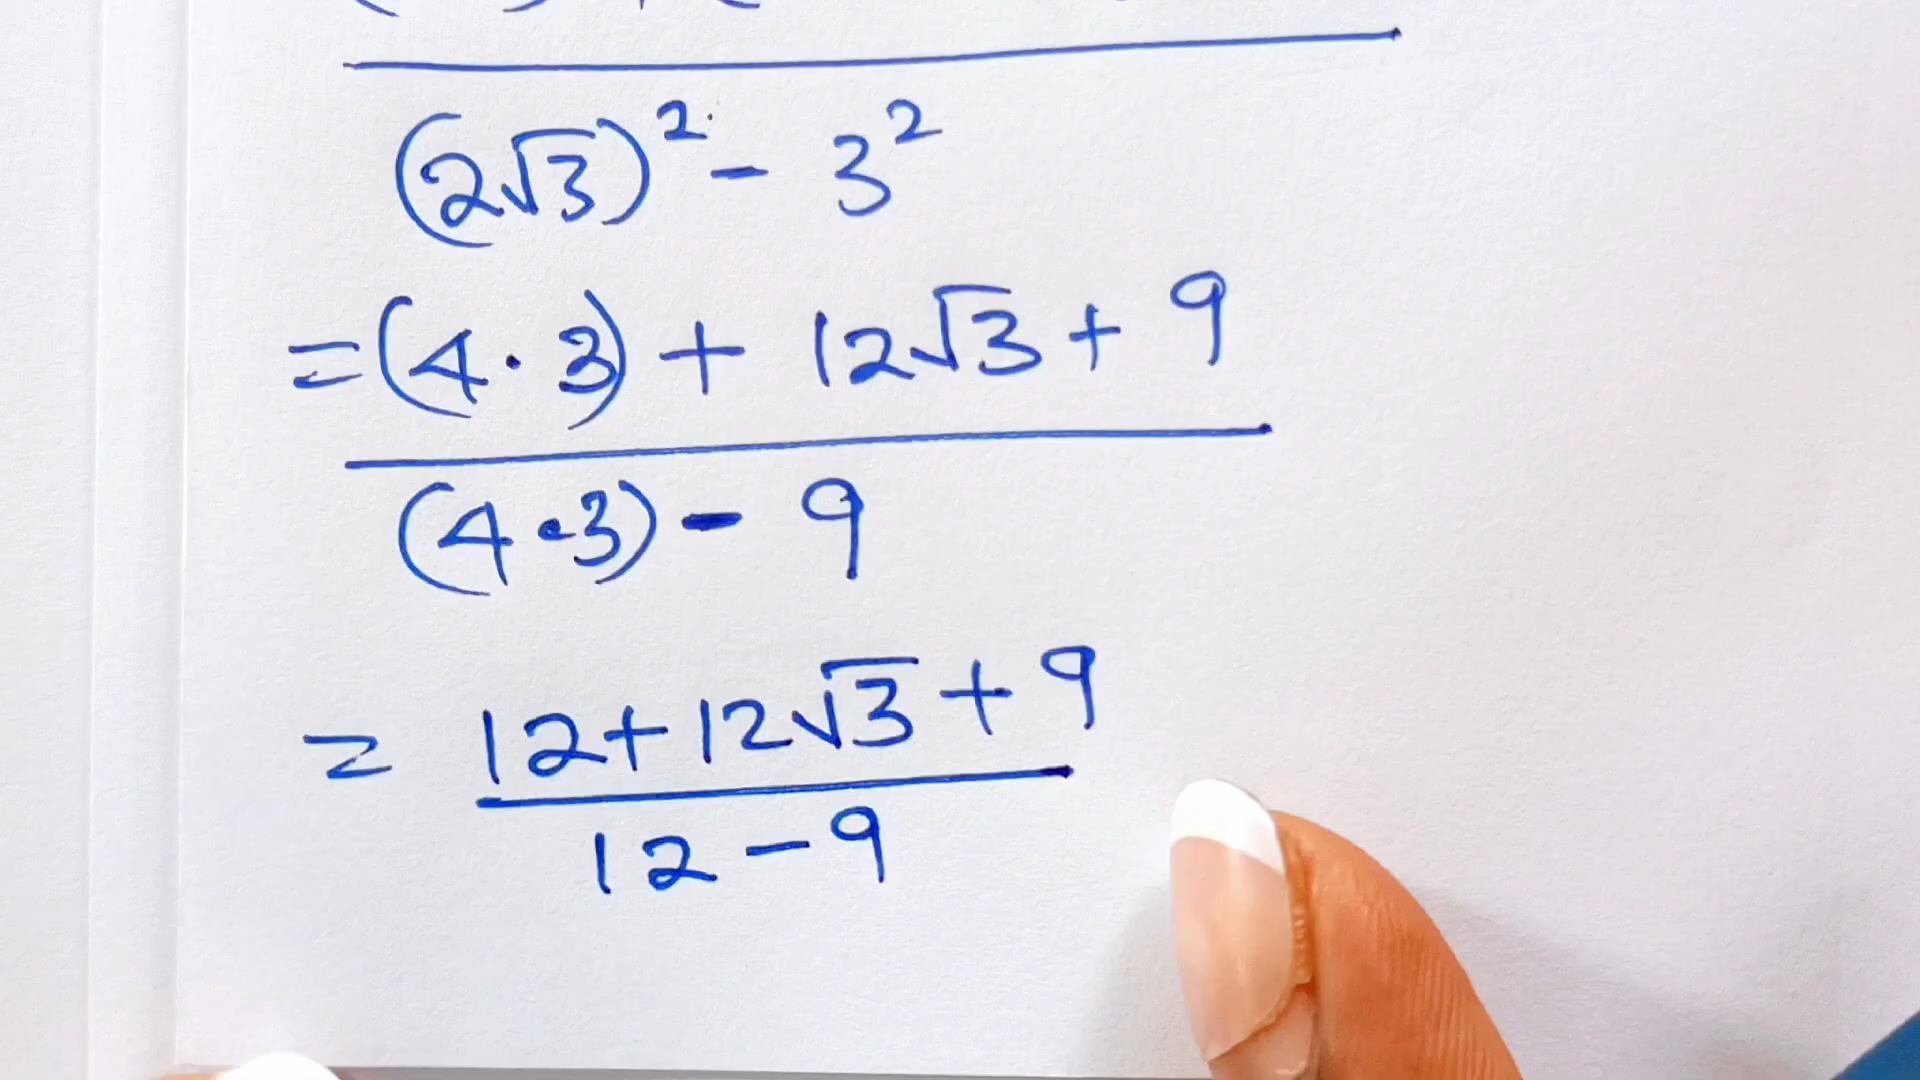 (2√3)² - 3²
= (4 · 3) + 12√3 + 9
(4 · 3) - 9
= 12 + 12√3 + 9
12 - 9